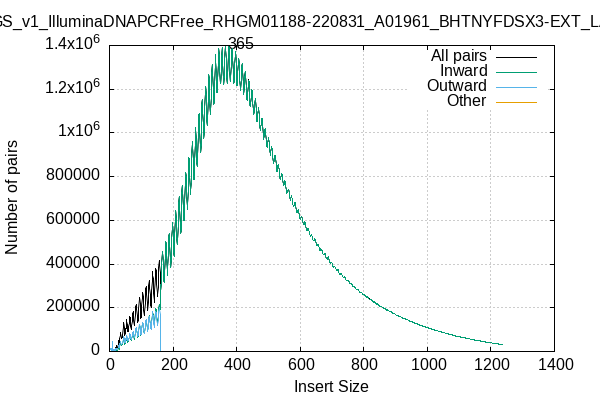 GS_v1_IlluminaDNAPCRFree_RHGM01188-220831_A01961_BHTNYFDSX3-EXT_L
365
All pairs
Inward
Outward
Other
1.4x10^6
1.2x10^6
1x10^6
800000
600000
400000
200000
0
Number of pairs
0 200 400 600 800 1000 1200 1400
Insert Size